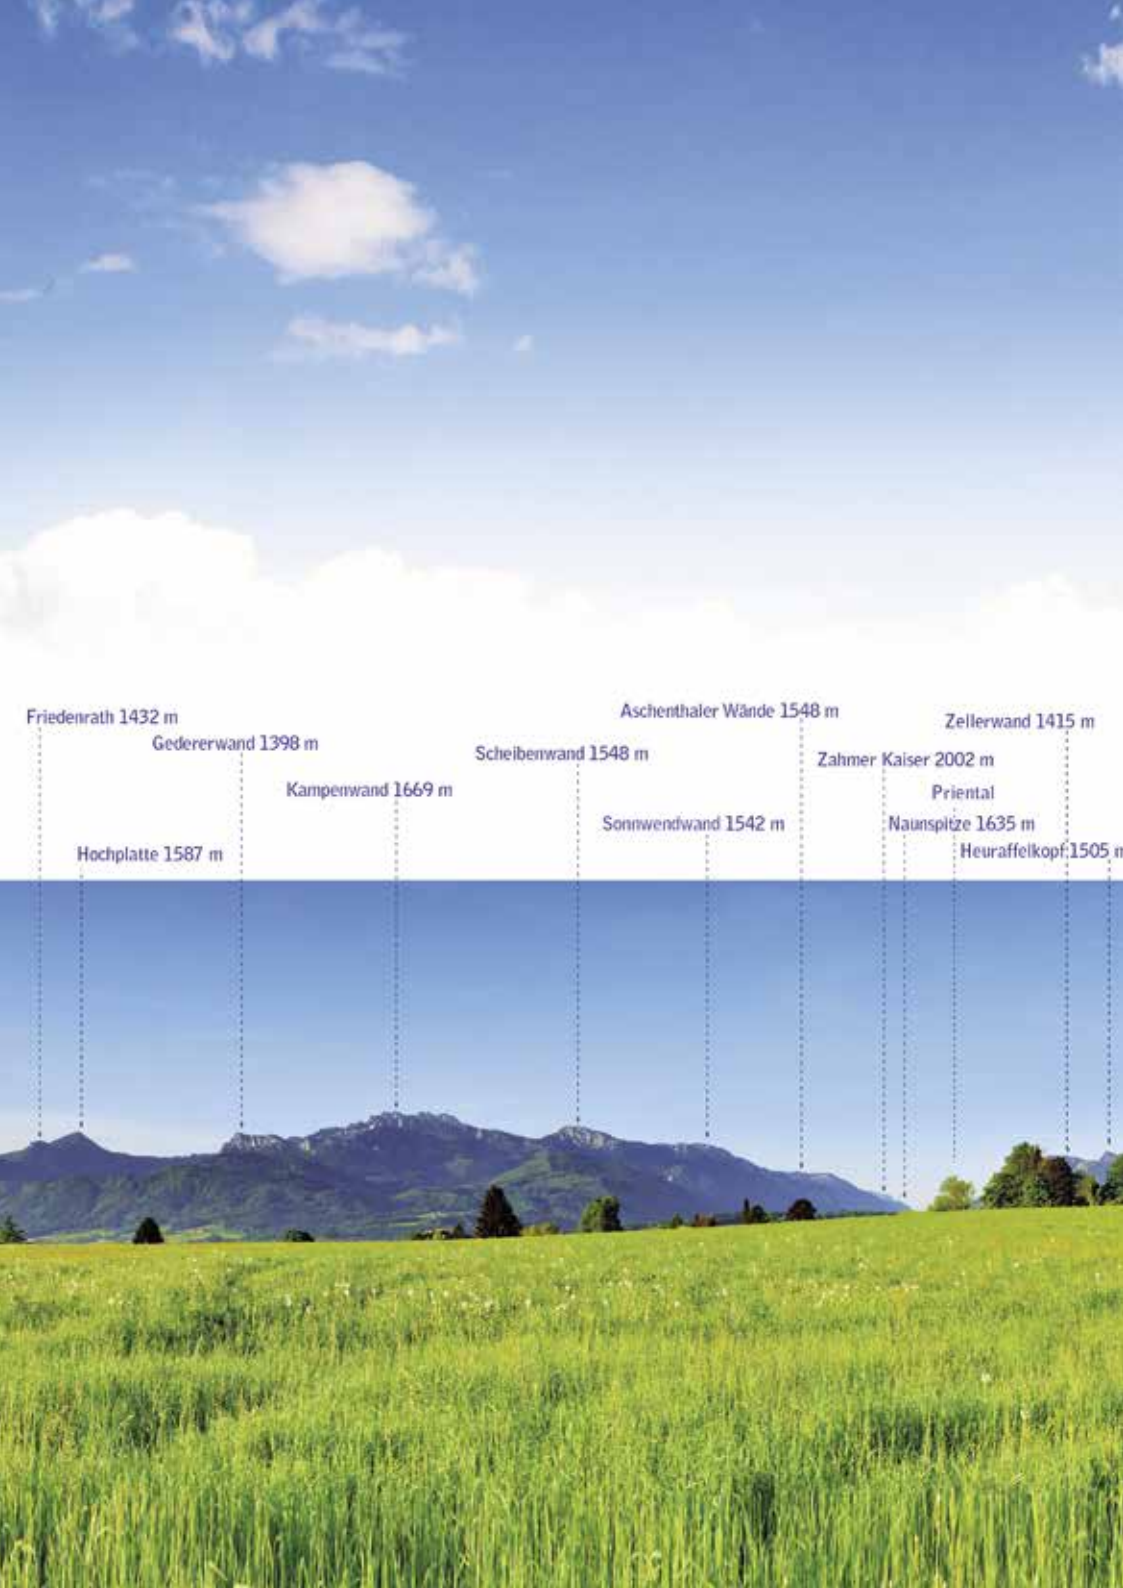 Friedenrath 1432 m
Hochplatte 1587 m
Gedererwand 1398 m
Kampenwand 1669 m
Scheibenwand 1548 m
Sonnwendwand 1542 m
Aschenthaler Wände 1548 m
Zahmer Kaiser 2002 m
Naunspitze 1635 m
Priental
Zellerwand 1415 m
Heuraffelkopf 1505 m